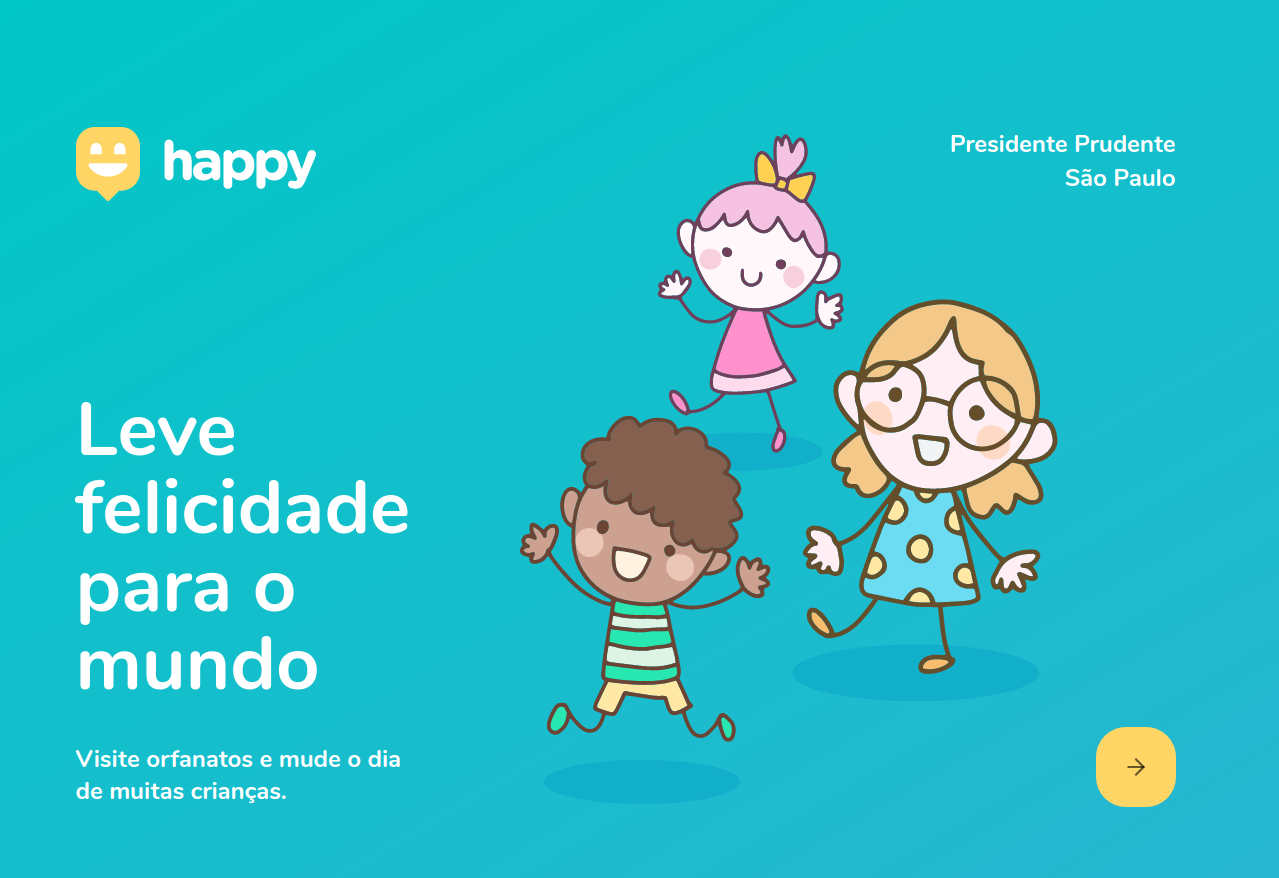 happy
Presidente Prudente
São Paulo
Leve
felicidade
para o
mundo
Visite orfanatos e mude o dia
de muitas crianças.